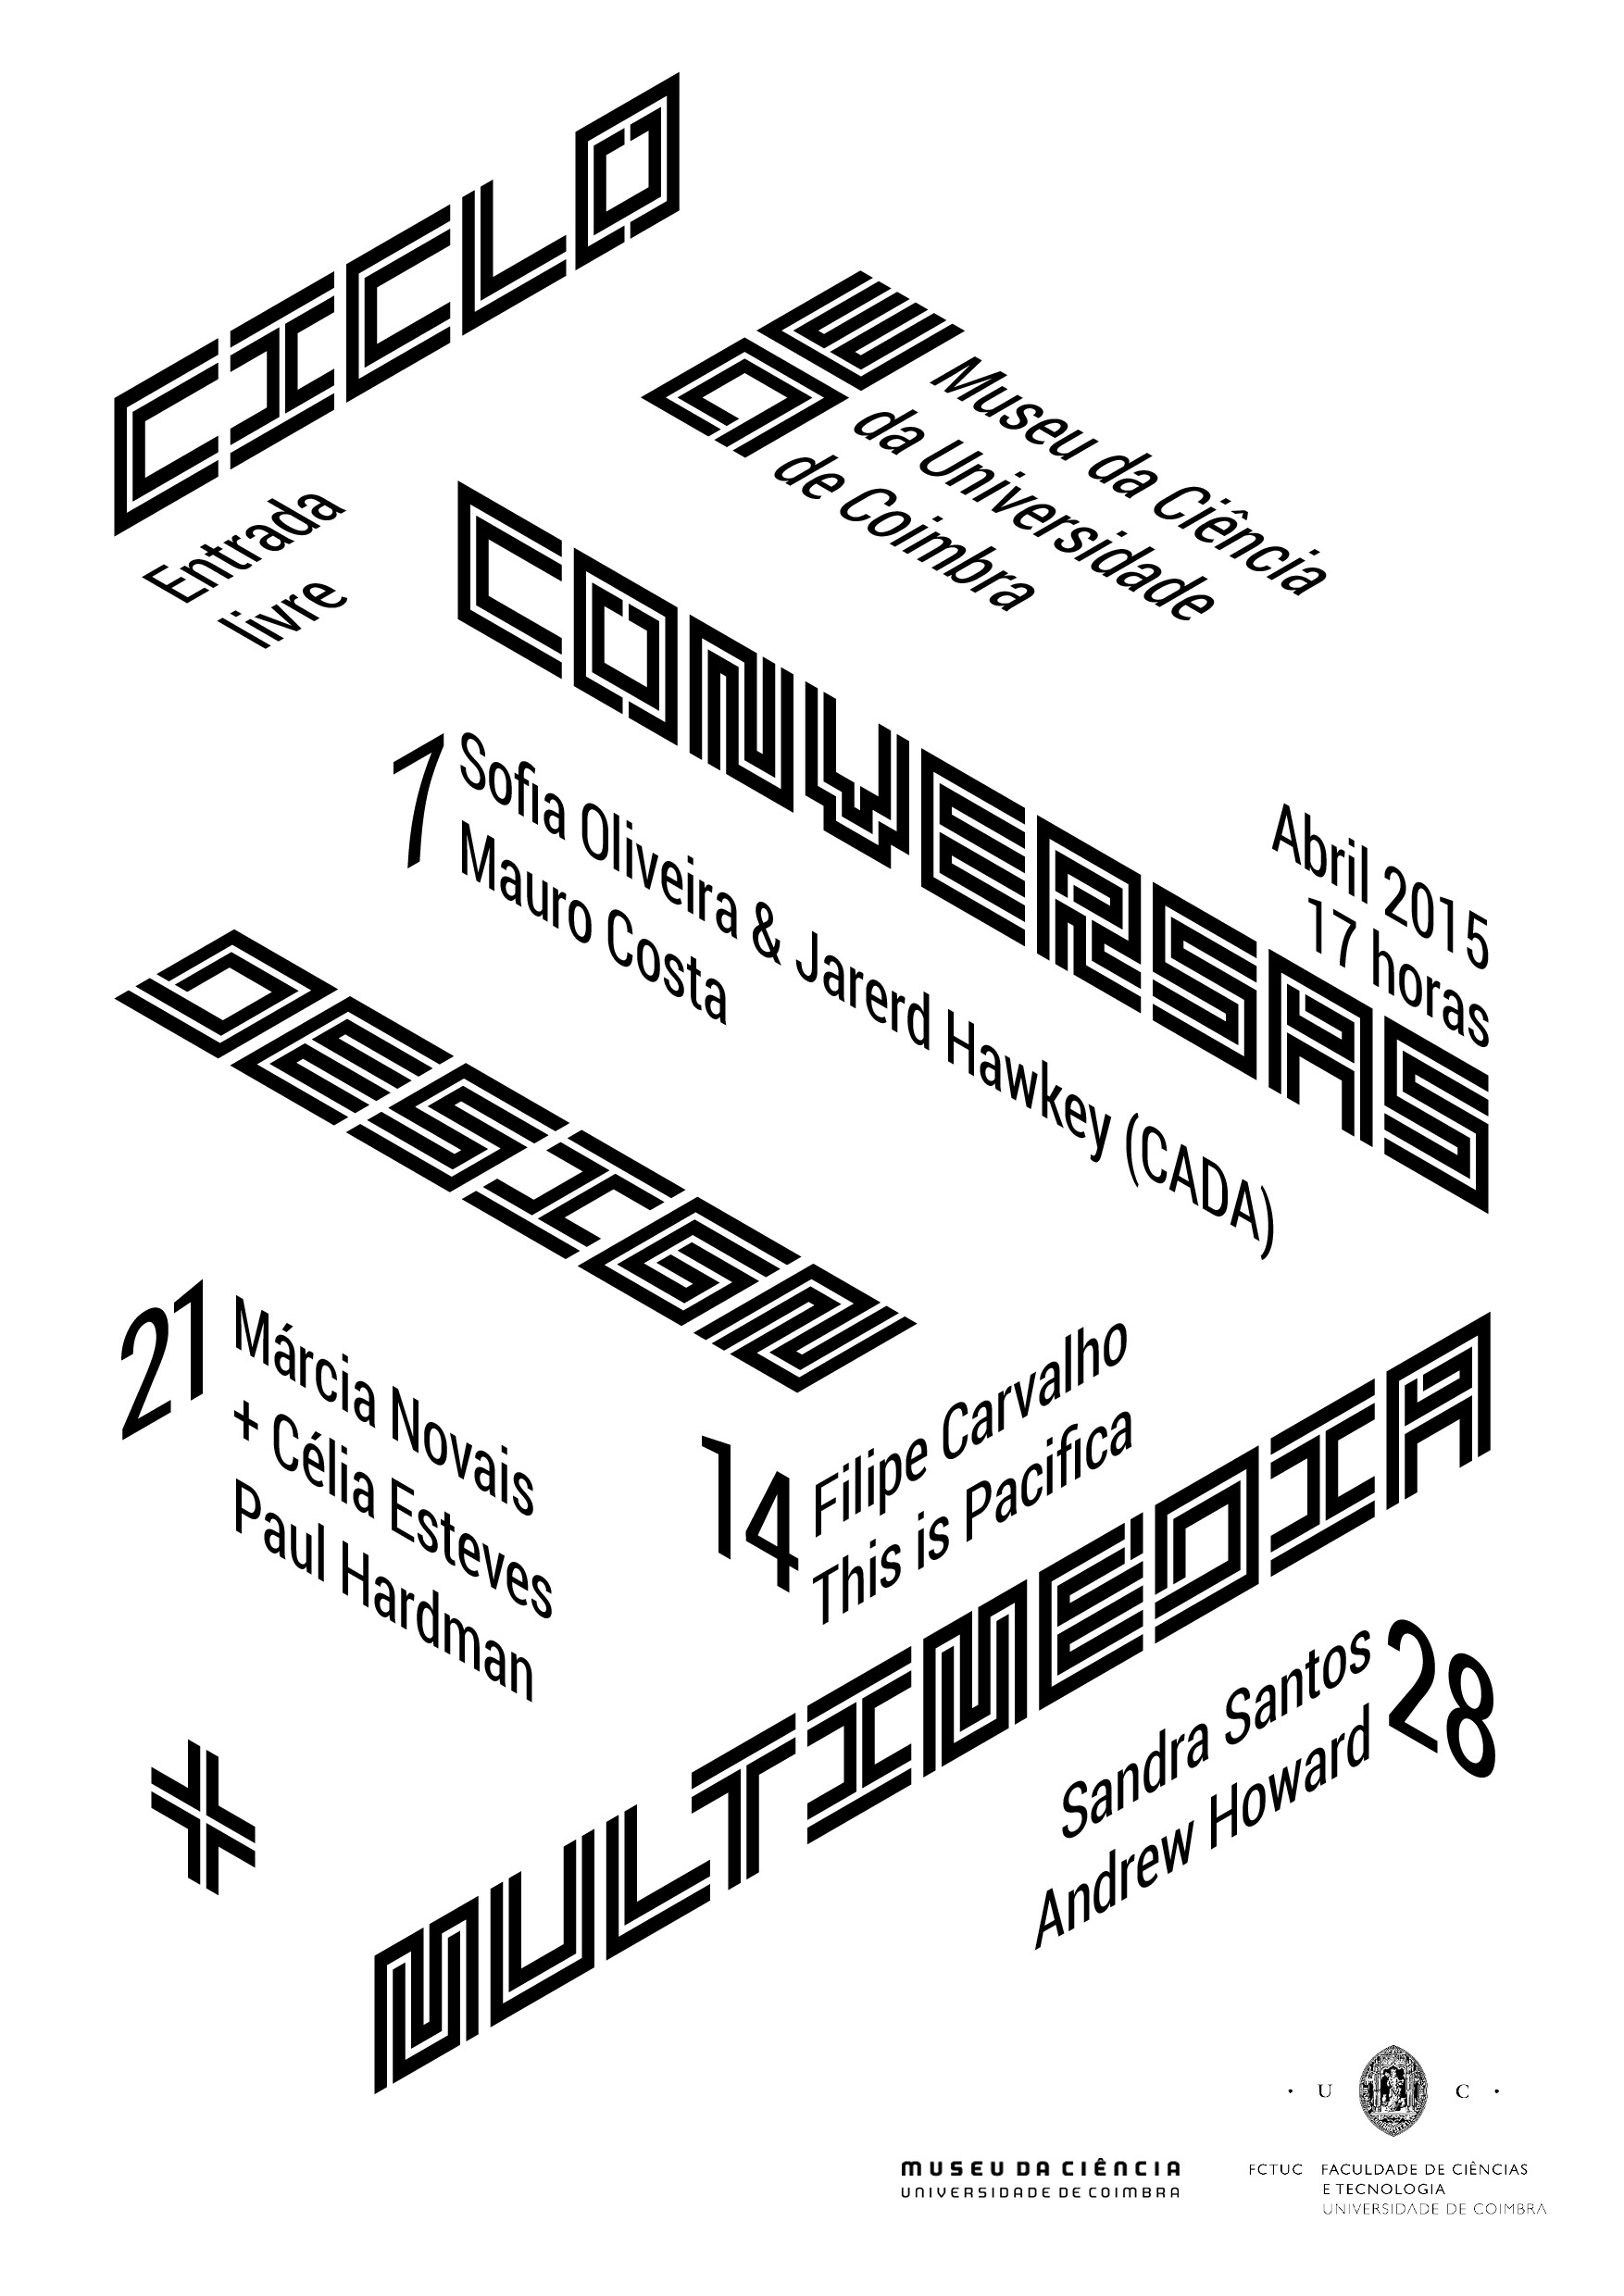 CICLO
DE
Museu da Ciência
da Universidade
de Coimbra
Entrada
livre
CONVERSAS
Abril 2015
17 horas
7
Sofia Oliveira & Jarerd Hawkey (CADA)
Mauro Costa
DESIGN
21
Márcia Novais
+ Célia Esteves
Paul Hardman
14
Filipe Carvalho
This is Pacifica
+
MULTIMÉDIA
Sandra Santos
Andrew Howard
28
· U C ·
MUSEU DA CIÊNCIA
UNIVERSIDADE DE COIMBRA
FCTUC FACULDADE DE CIÊNCIAS
E TECNOLOGIA
UNIVERSIDADE DE COIMBRA